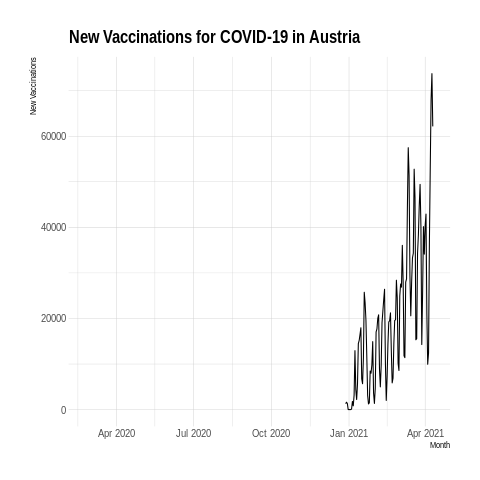 New Vaccinations for COVID-19 in Austria
New Vaccinations
60000
40000
20000
0
Apr 2020 Jul 2020 Oct 2020 Jan 2021 Apr 2021
Month